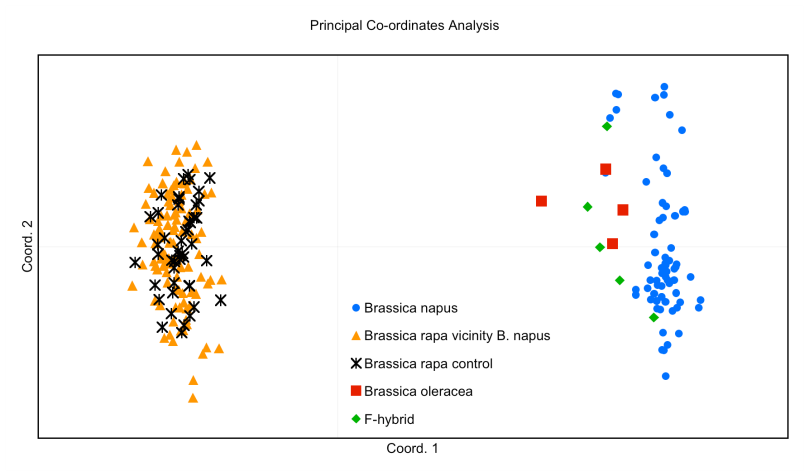 Principal Co-ordinates Analysis
Coord. 2
Brassica napus
Brassica rapa vicinity B. napus
Brassica rapa control
Brassica oleracea
F-hybrid
Coord. 1